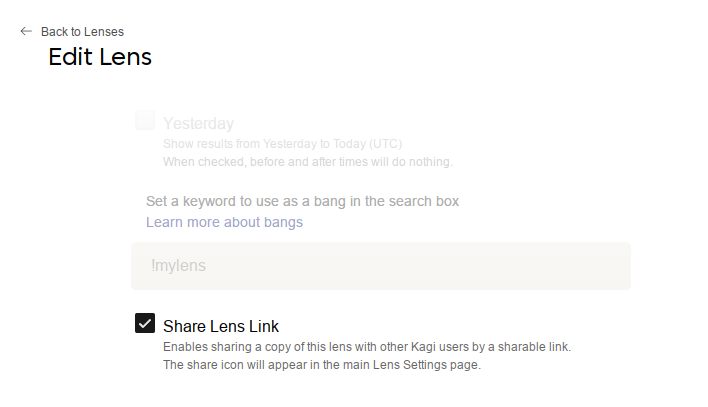 Back to Lenses
Edit Lens
Yesterday
Show results from Yesterday to Today (UTC)
When checked, before and after times will do nothing.
Set a keyword to use as a bang in the search box
Learn more about bangs
!mylens
Share Lens Link
Enables sharing a copy of this lens with other Kagi users by a sharable link.
The share icon will appear in the main Lens Settings page.